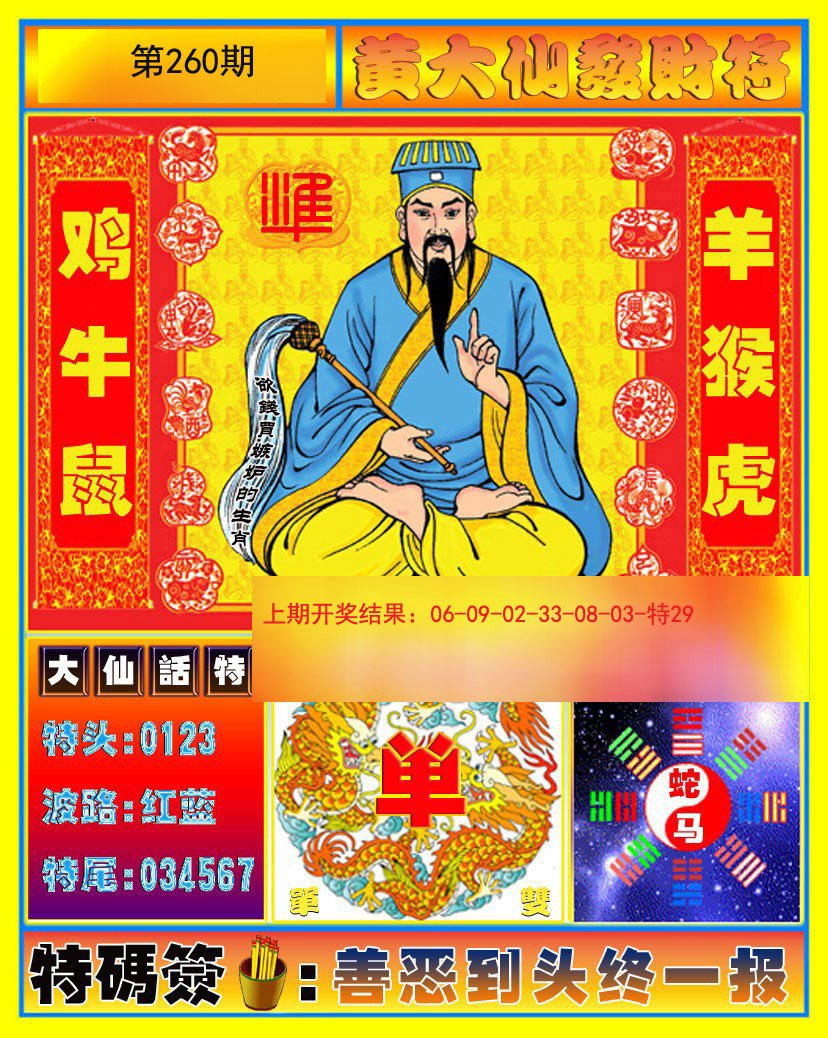 第260期
黄大仙發財符
鸡牛鼠
羊猴虎
欲錢買嫉妒的生肖
上期开奖结果：06-09-02-33-08-03-特29
大仙話特
特头:0123
波路:红蓝
特尾:034567
单
單 雙
蛇
马
特碼簽:善恶到头终一报